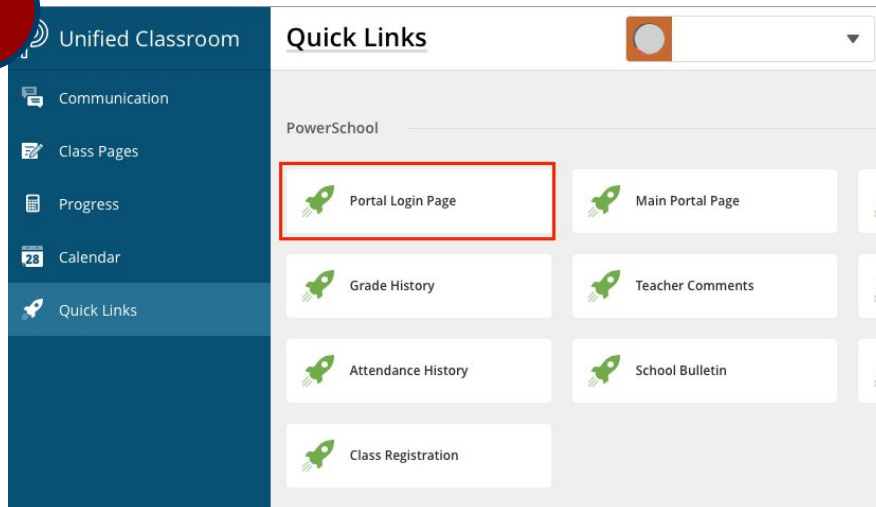 Unified Classroom
Communication
Class Pages
Progress
28
Calendar
Quick Links
Quick Links
PowerSchool
Portal Login Page
Main Portal Page
Grade History
Teacher Comments
Attendance History
School Bulletin
Class Registration